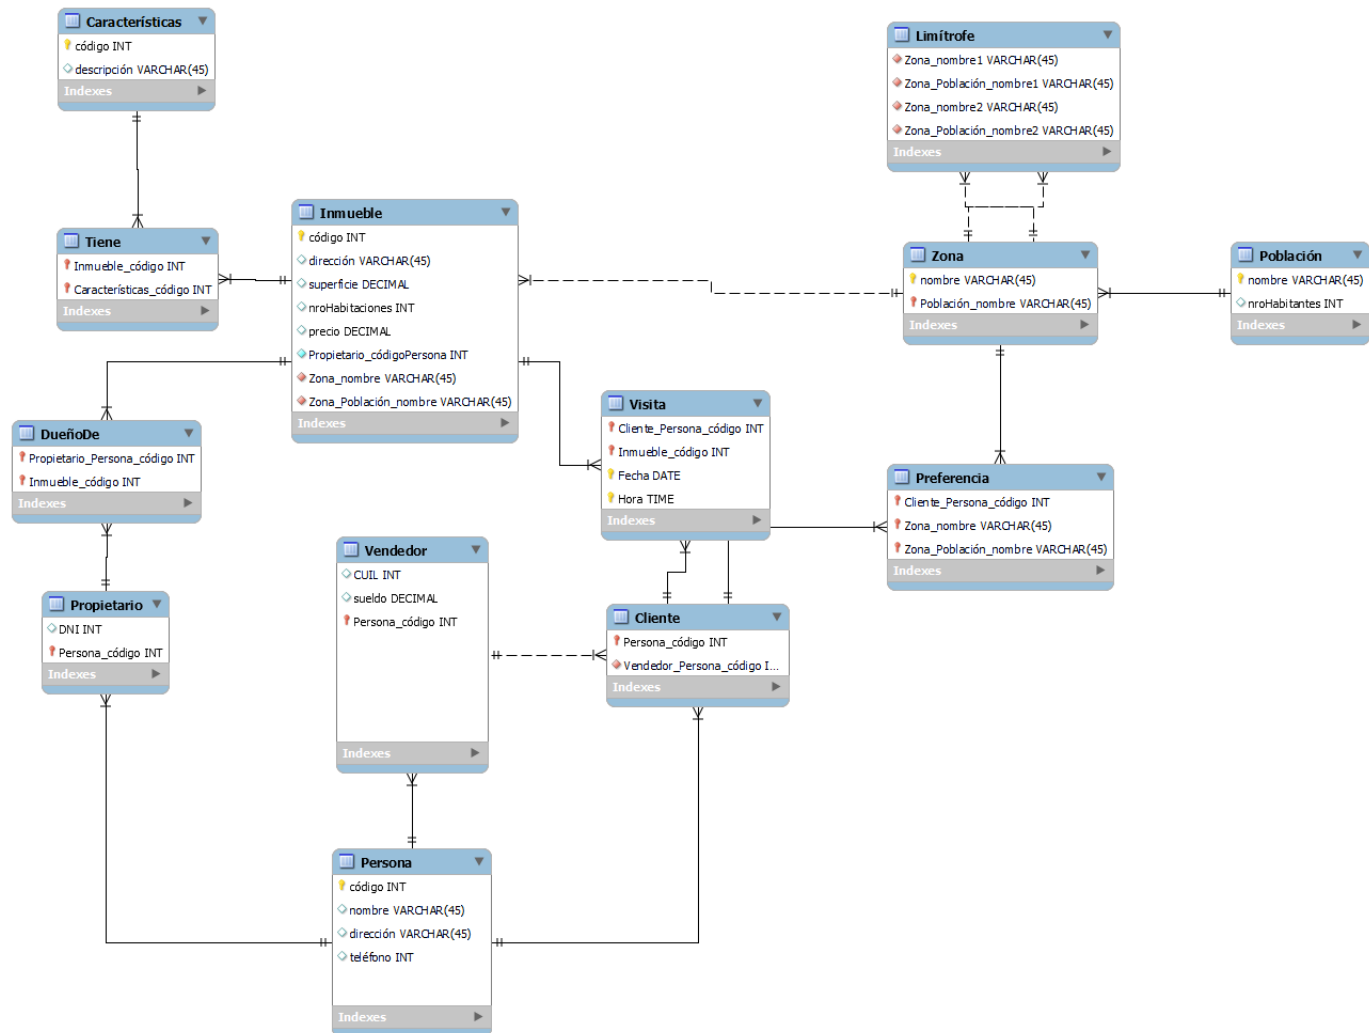 Características
código INT
descripción VARCHAR(45)
Indexes
Limítrofe
Zona_nombre1 VARCHAR(45)
Zona_Población_nombre1 VARCHAR(45)
Zona_nombre2 VARCHAR(45)
Zona_Población_nombre2 VARCHAR(45)
Indexes
Tiene
Inmueble_código INT
Características_código INT
Indexes
Inmueble
código INT
dirección VARCHAR(45)
superficie DECIMAL
nroHabitaciones INT
precio DECIMAL
Propietario_códigoPersona INT
Zona_nombre VARCHAR(45)
Zona_Población_nombre VARCHAR(45)
Indexes
Zona
nombre VARCHAR(45)
Población_nombre VARCHAR(45)
Indexes
Población
nombre VARCHAR(45)
nroHabitantes INT
Indexes
DueñoDe
Propietario_Persona_código INT
Inmueble_código INT
Indexes
Visita
Cliente_Persona_código INT
Inmueble_código INT
Fecha DATE
Hora TIME
Indexes
Preferencia
Cliente_Persona_código INT
Zona_nombre VARCHAR(45)
Zona_Población_nombre VARCHAR(45)
Indexes
Vendedor
CUIL INT
sueldo DECIMAL
Persona_código INT
Indexes
Propietario
DNI INT
Persona_código INT
Indexes
Cliente
Persona_código INT
Vendedor_Persona_código I...
Indexes
Persona
código INT
nombre VARCHAR(45)
dirección VARCHAR(45)
teléfono INT
Indexes